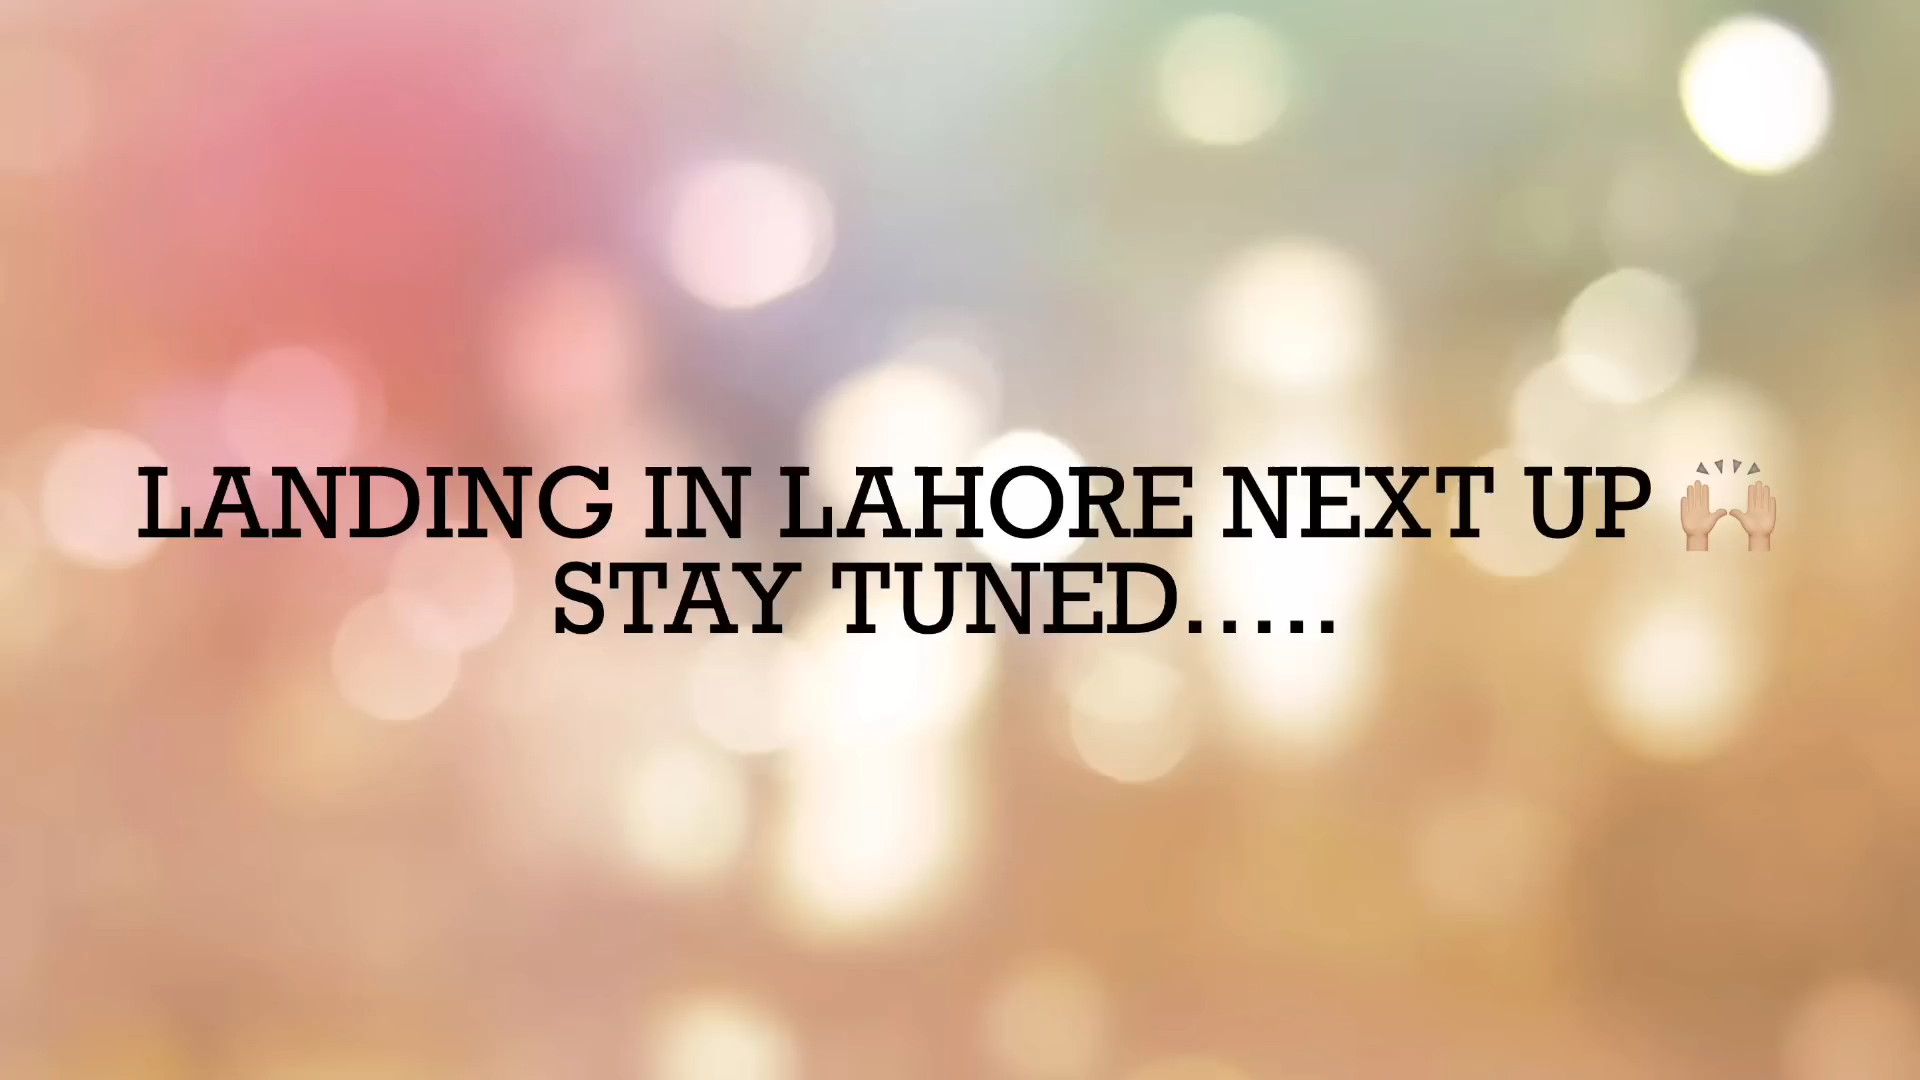 LANDING IN LAHORE NEXT UP 🙌🏼
STAY TUNED.....